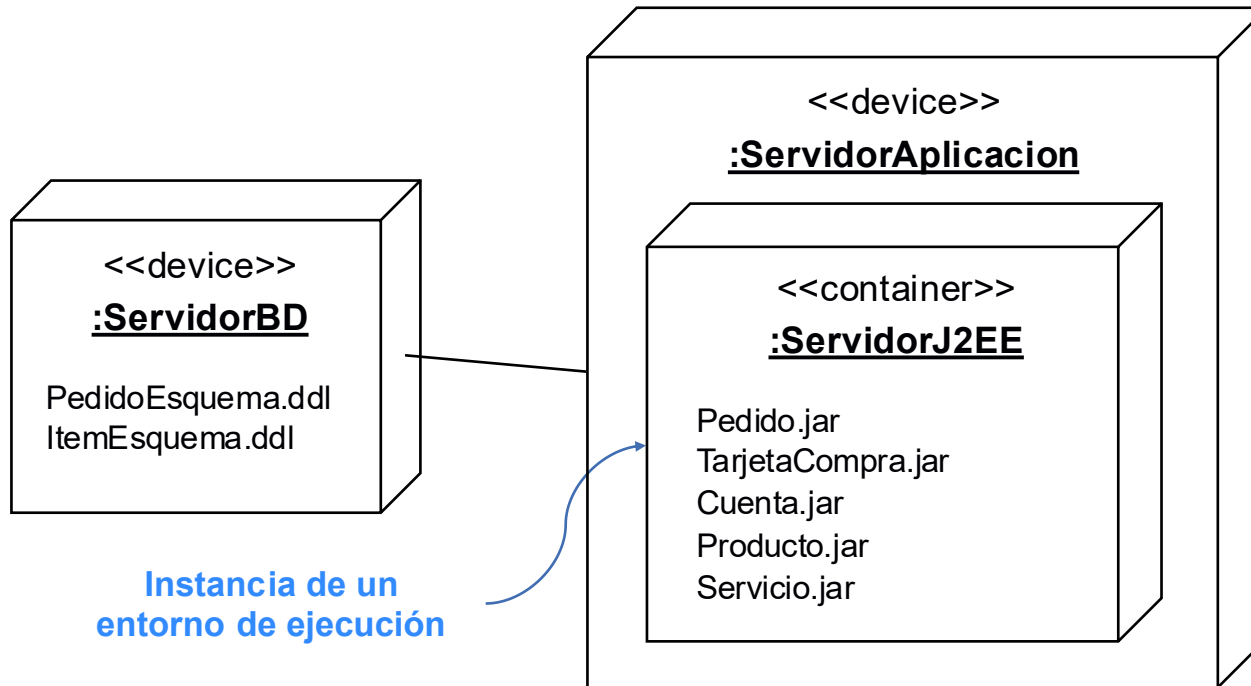 <<device>>
:ServidorBD
PedidoEsquema.ddl
ItemEsquema.ddl
<<device>>
:ServidorAplicacion
<<container>>
:ServidorJ2EE
Pedido.jar
TarjetaCompra.jar
Cuenta.jar
Producto.jar
Servicio.jar
Instancia de un
entorno de ejecución